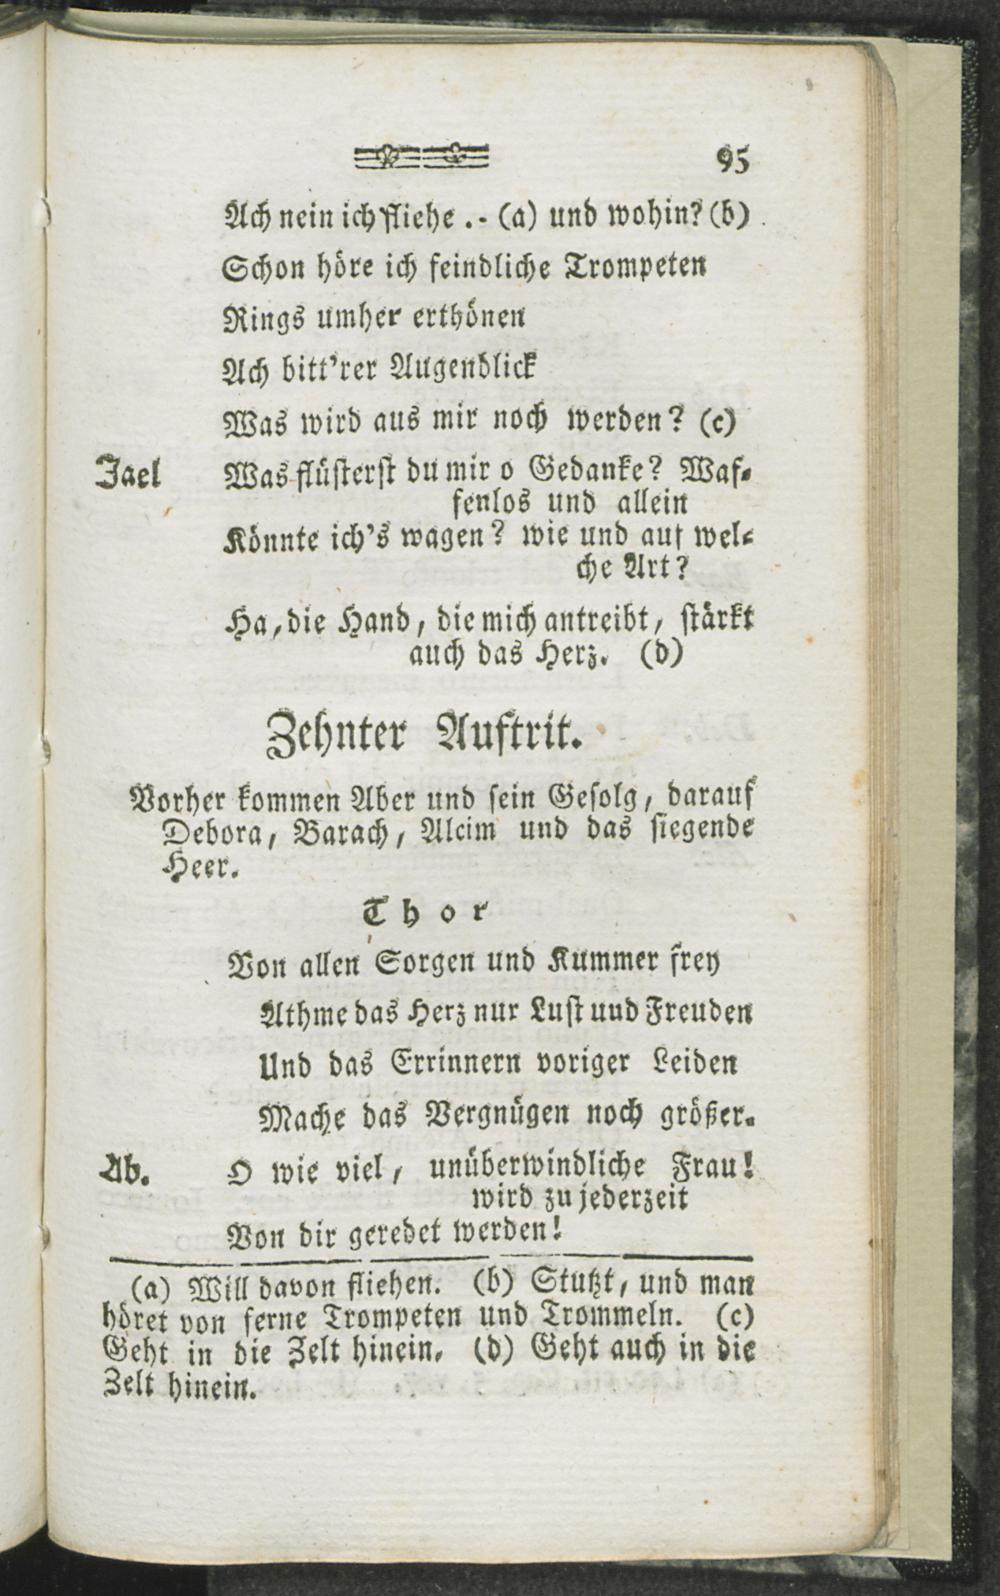 95
Ach nein ich fliehe .- (a) und wohin? (b)
Schon höre ich feindliche Trompeten
Rings umher erthönen
Ach bitt'rer Augenblick
Was wird aus mir noch werden? (c)
Jael Was flüsterst du mir o Gedanke? Waf-
fenlos und allein
Könnte ich's wagen? wie und auf wel-
che Art?
Ha, die Hand, die mich antreibt, stärkt
auch das Herz. (d)
Zehnter Auftrit.
Vorher kommen Aber und sein Gefolg, darauf
Debora, Barach, Alcim und das siegende
Heer.
Thor
Von allen Sorgen und Kummer frey
Athme das Herz nur Lust uud Freuden
Und das Errinnern voriger Leiden
Mache das Vergnügen noch größer.
Ab. O wie viel, unüberwindliche Frau!
wird zu jederzeit
Von dir geredet werden!
(a) Will davon fliehen. (b) Stutzt, und man
höret von ferne Trompeten und Trommeln. (c)
Geht in die Zelt hinein. (d) Geht auch in die
Zelt hinein.